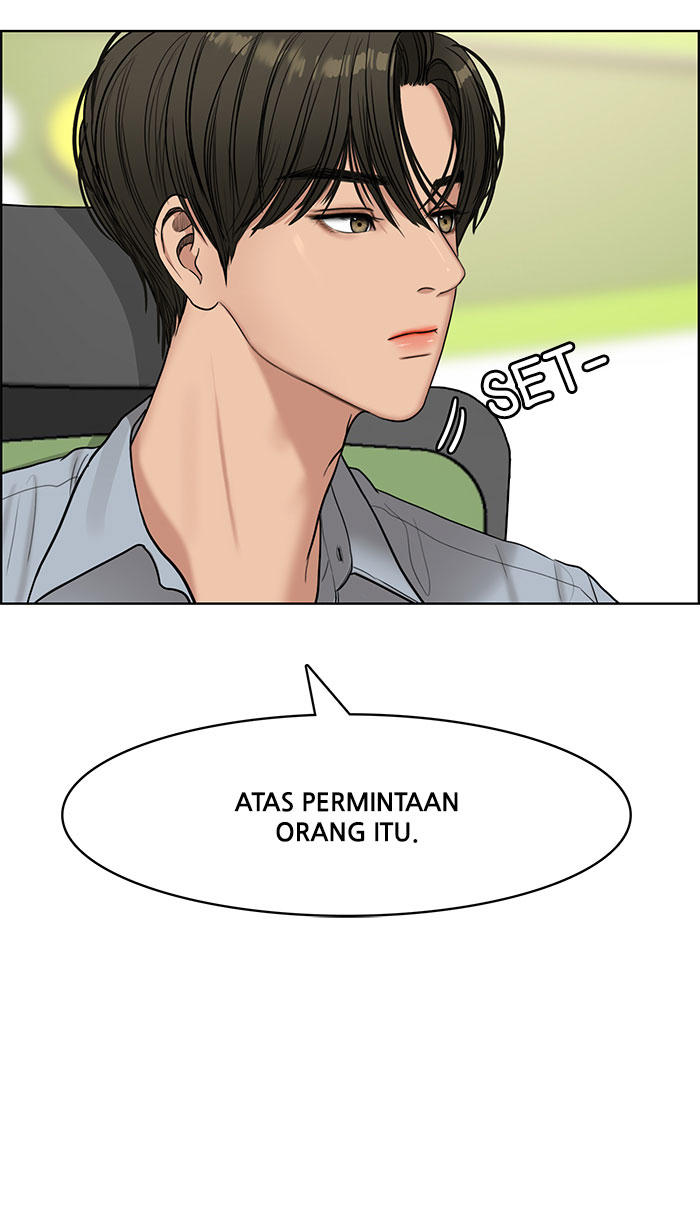 SET-
ATAS PERMINTAAN
ORANG ITU.